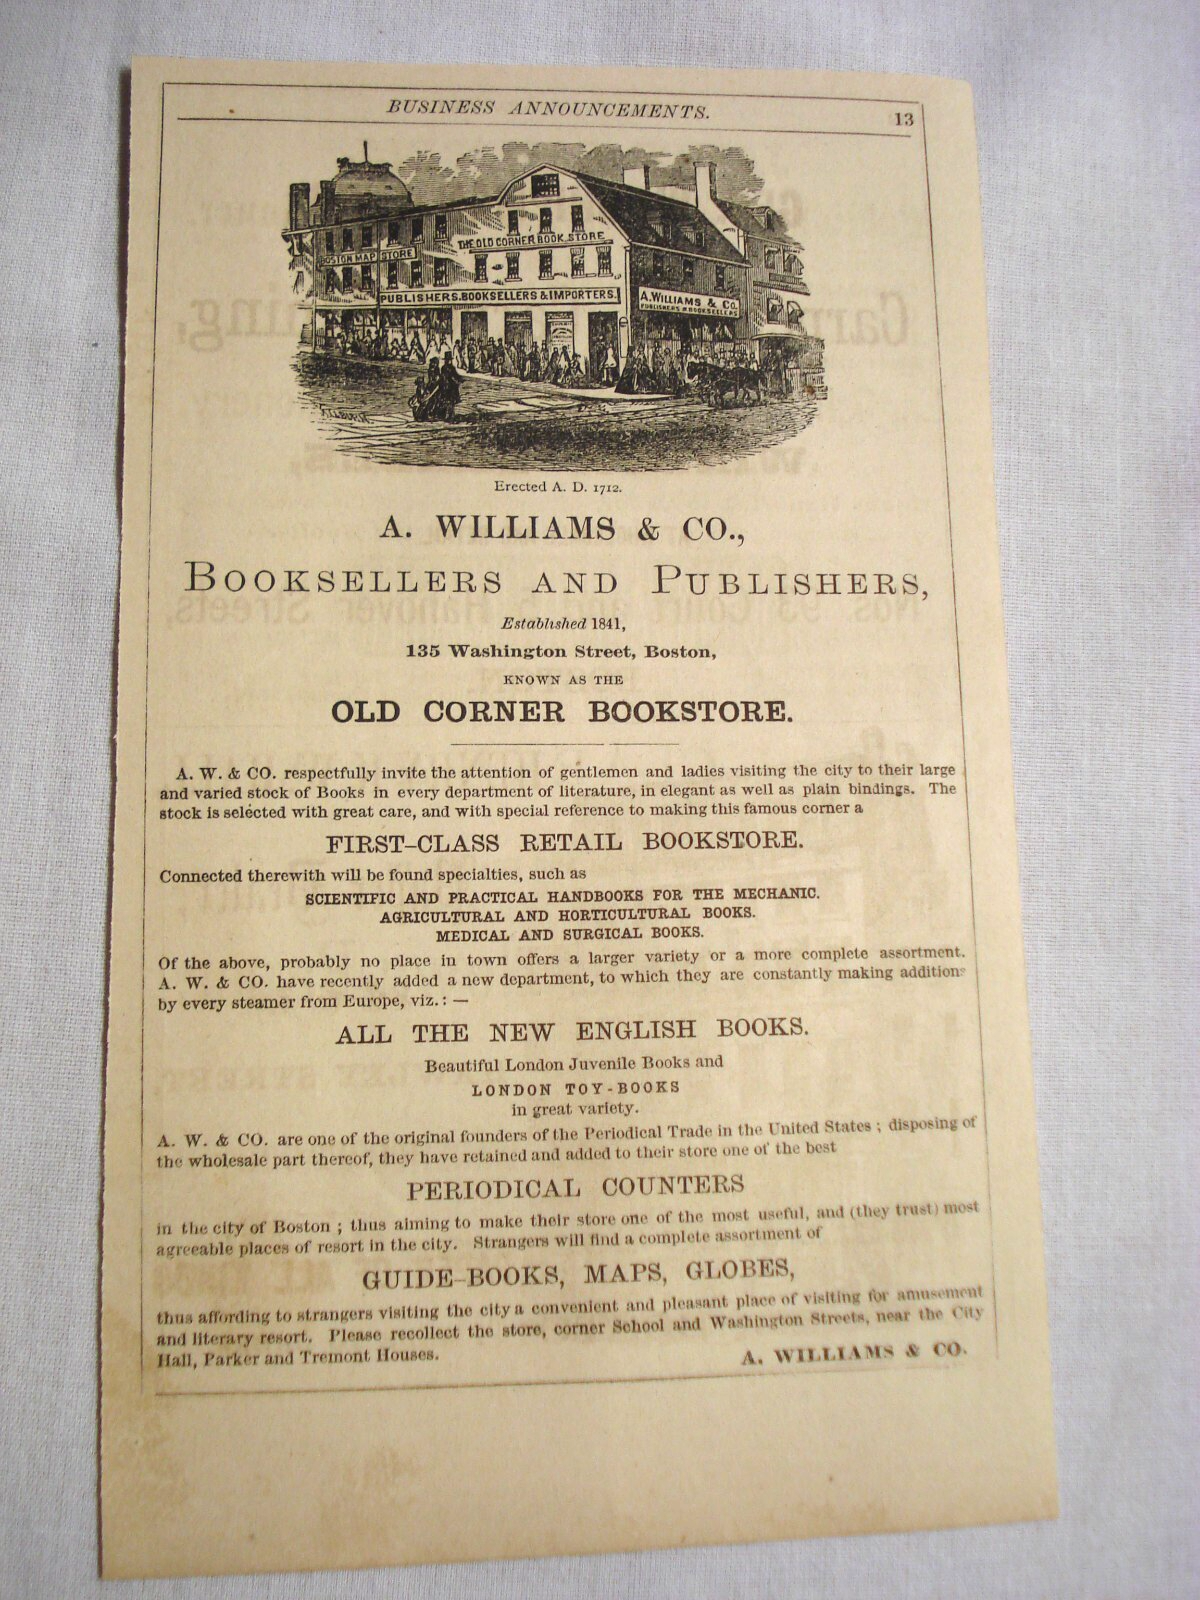 BUSINESS ANNOUNCEMENTS.
13
THE OLD CORNER BOOK STORE
BOSTON MAP STORE
PUBLISHERS, BOOKSELLERS & IMPORTERS.
A. WILLIAMS & Co.
PUBLISHERS & BOOKSELLERS
KILBURN
Erected A. D. 1712.
A. WILLIAMS & CO.,
BOOKSELLERS AND PUBLISHERS,
Established 1841,
135 Washington Street, Boston,
KNOWN AS THE
OLD CORNER BOOKSTORE.
A. W. & CO. respectfully invite the attention of gentlemen and ladies visiting the city to their large
and varied stock of Books in every department of literature, in elegant as well as plain bindings. The
stock is selected with great care, and with special reference to making this famous corner a
FIRST-CLASS RETAIL BOOKSTORE.
Connected therewith will be found specialties, such as
SCIENTIFIC AND PRACTICAL HANDBOOKS FOR THE MECHANIC.
AGRICULTURAL AND HORTICULTURAL BOOKS.
MEDICAL AND SURGICAL BOOKS.
Of the above, probably no place in town offers a larger variety or a more complete assortment.
A. W. & CO. have recently added a new department, to which they are constantly making additions
by every steamer from Europe, viz.: —
ALL THE NEW ENGLISH BOOKS.
Beautiful London Juvenile Books and
LONDON TOY-BOOKS
in great variety.
A. W. & CO. are one of the original founders of the Periodical Trade in the United States; disposing of
the wholesale part thereof, they have retained and added to their store one of the best
PERIODICAL COUNTERS
in the city of Boston; thus aiming to make their store one of the most useful, and (they trust) most
agreeable places of resort in the city. Strangers will find a complete assortment of
GUIDE-BOOKS, MAPS, GLOBES,
thus affording to strangers visiting the city a convenient and pleasant place of visiting for amusement
and literary resort. Please recollect the store, corner School and Washington Streets, near the City
Hall, Parker and Tremont Houses.
A. WILLIAMS & CO.